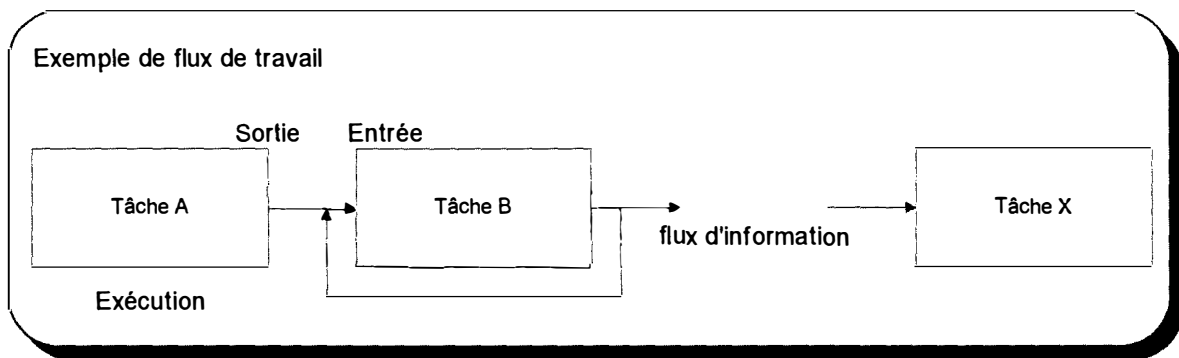 Exemple de flux de travail
Sortie
Entrée
Tâche A
Tâche B
Tâche X
flux d'information
Exécution